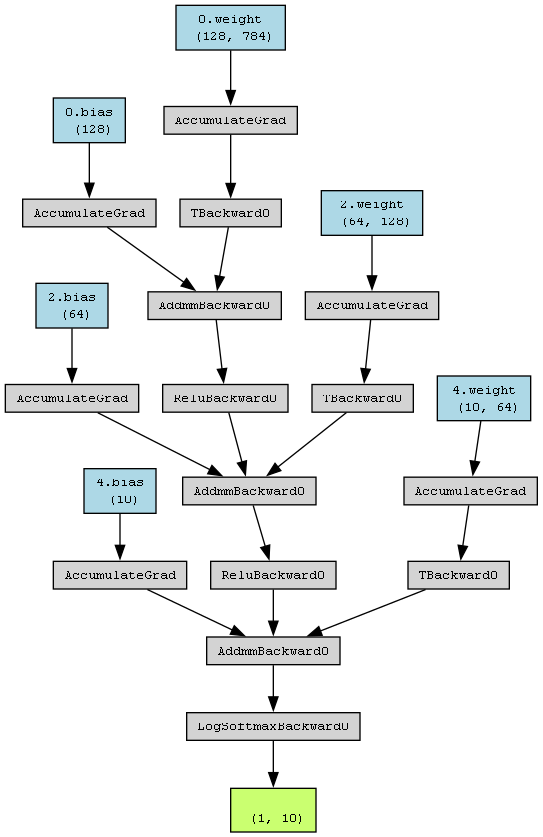 0.weight
(128, 784)
0.bias
(128)
AccumulateGrad
AccumulateGrad
TBackward0
2.weight
(64, 128)
2.bias
(64)
AddmmBackward0
AccumulateGrad
AccumulateGrad
ReluBackward0
TBackward0
4.weight
(10, 64)
4.bias
(10)
AddmmBackward0
AccumulateGrad
AccumulateGrad
ReluBackward0
TBackward0
AddmmBackward0
LogSoftmaxBackward0
(1, 10)